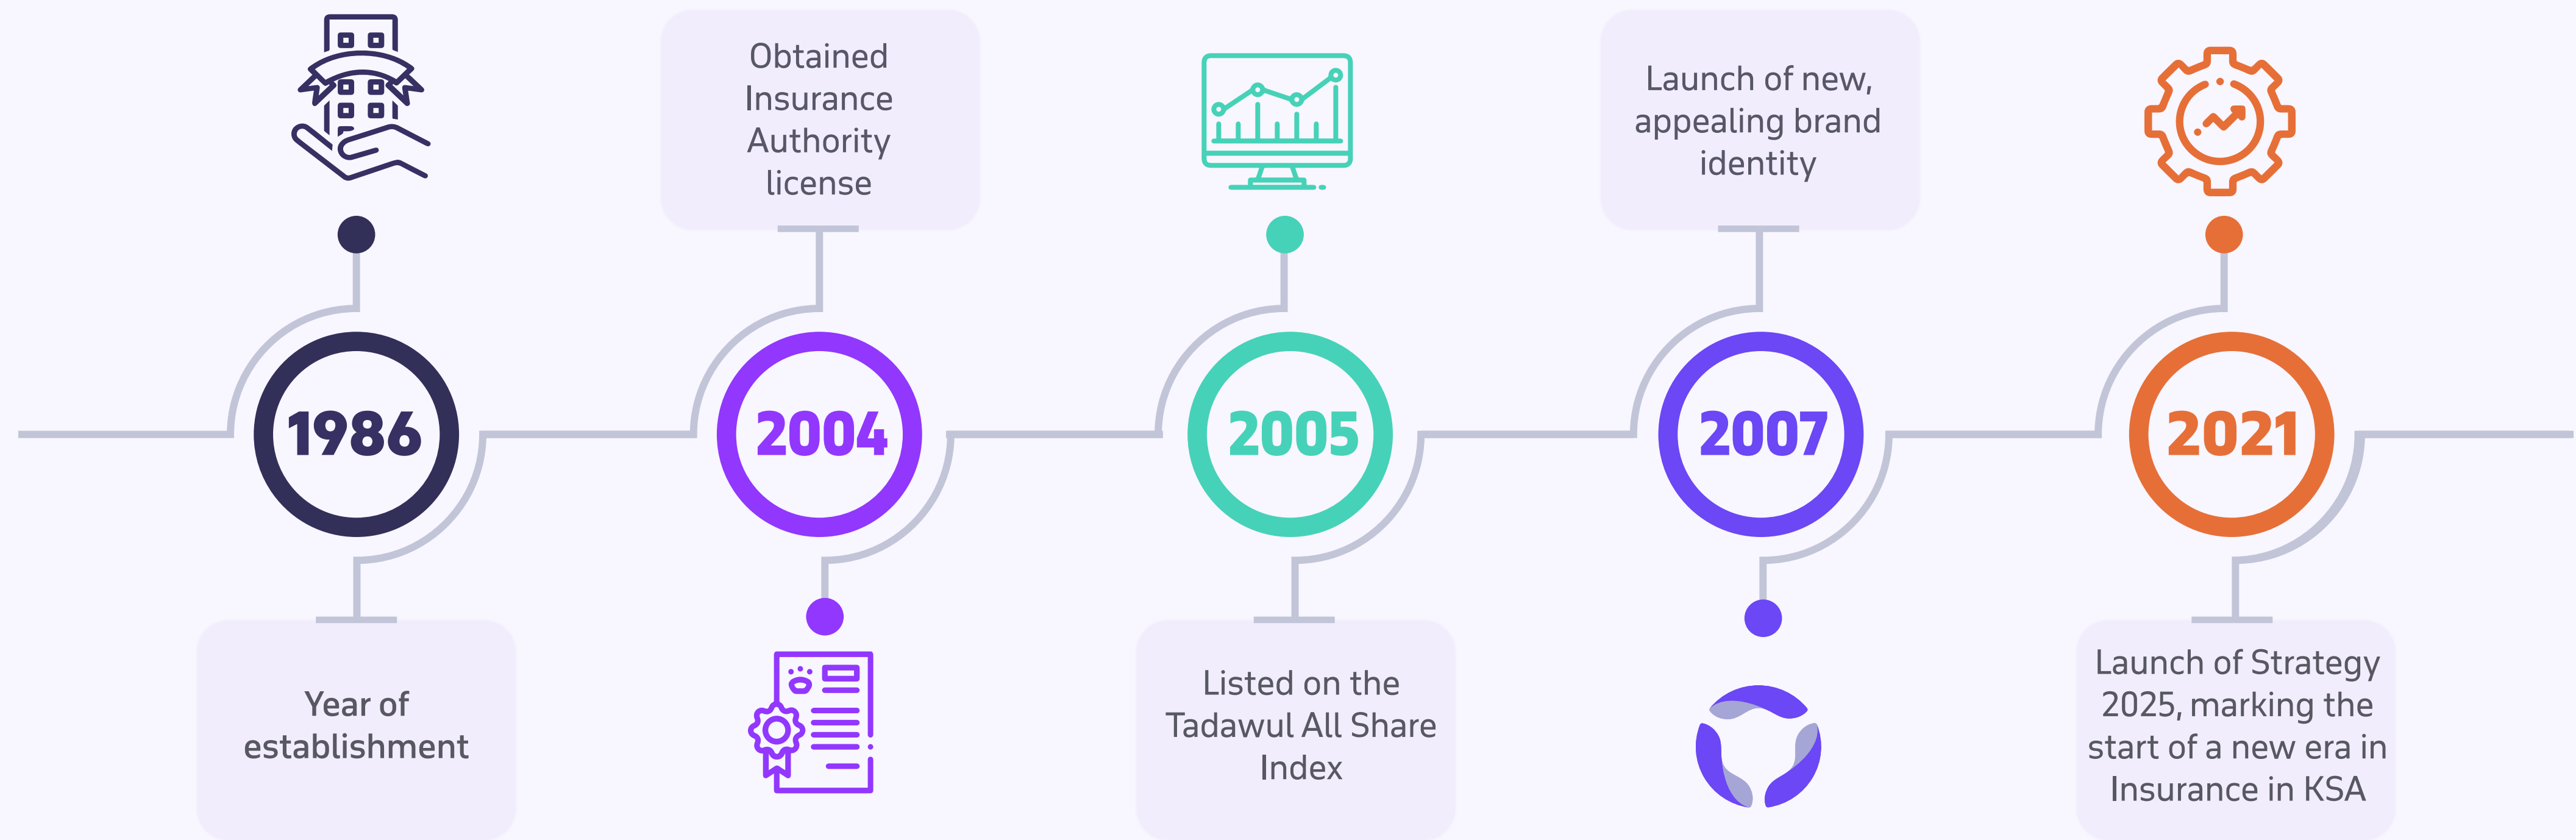 1986
Year of
establishment
Obtained
Insurance
Authority
license
2004
2005
Listed on the
Tadawul All Share
Index
Launch of new,
appealing brand
identity
2007
2021
Launch of Strategy
2025, marking the
start of a new era in
Insurance in KSA